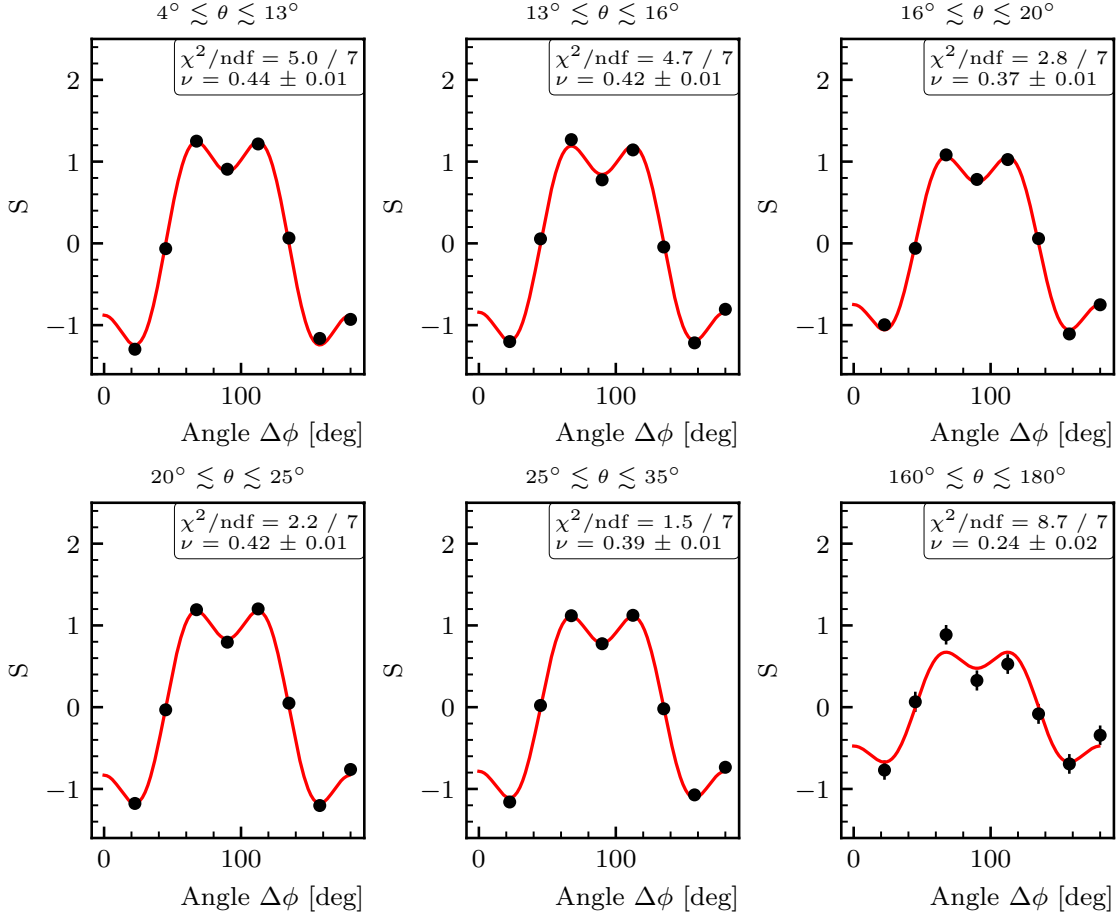 4° ≲ θ ≲ 13°
χ²/ndf = 5.0 / 7
ν = 0.44 ± 0.01
2
1
0
−1
S
0
100
Angle Δϕ [deg]
13° ≲ θ ≲ 16°
χ²/ndf = 4.7 / 7
ν = 0.42 ± 0.01
2
1
0
−1
S
0
100
Angle Δϕ [deg]
16° ≲ θ ≲ 20°
χ²/ndf = 2.8 / 7
ν = 0.37 ± 0.01
2
1
0
−1
S
0
100
Angle Δϕ [deg]
20° ≲ θ ≲ 25°
χ²/ndf = 2.2 / 7
ν = 0.42 ± 0.01
2
1
0
−1
S
0
100
Angle Δϕ [deg]
25° ≲ θ ≲ 35°
χ²/ndf = 1.5 / 7
ν = 0.39 ± 0.01
2
1
0
−1
S
0
100
Angle Δϕ [deg]
160° ≲ θ ≲ 180°
χ²/ndf = 8.7 / 7
ν = 0.24 ± 0.02
2
1
0
−1
S
0
100
Angle Δϕ [deg]